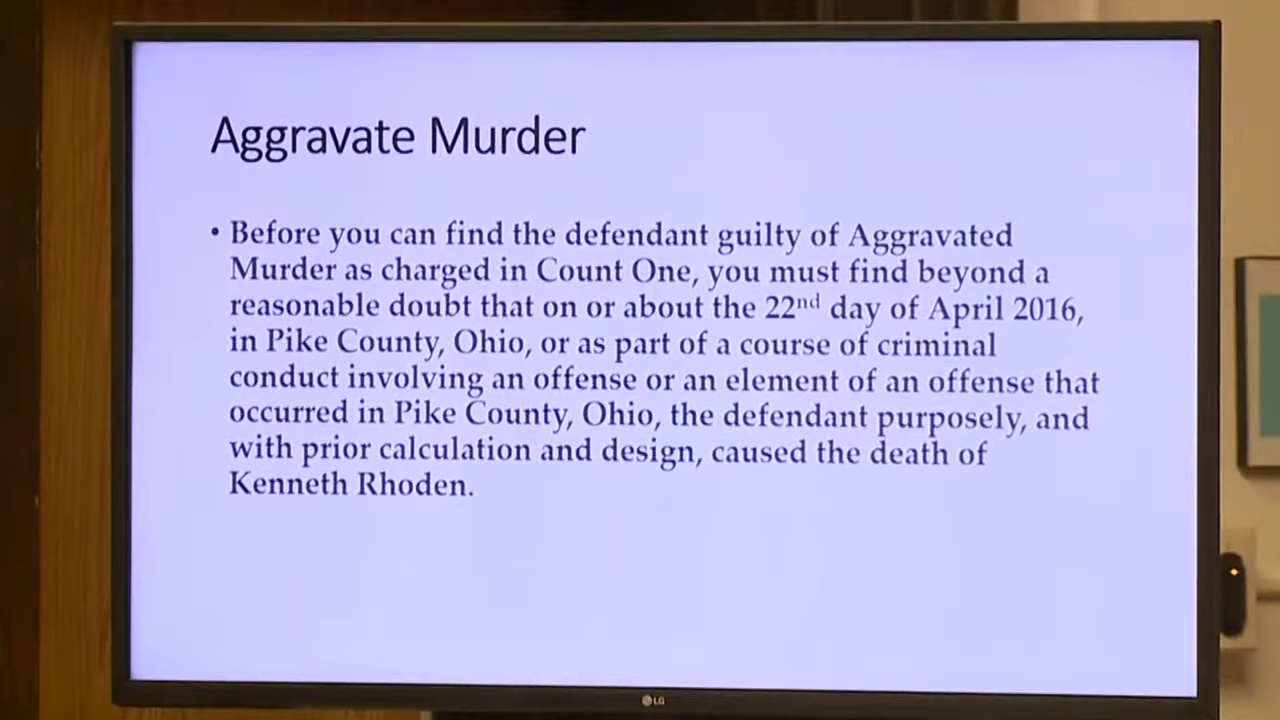 Aggravate Murder
• Before you can find the defendant guilty of Aggravated
Murder as charged in Count One, you must find beyond a
reasonable doubt that on or about the 22nd day of April 2016,
in Pike County, Ohio, or as part of a course of criminal
conduct involving an offense or an element of an offense that
occurred in Pike County, Ohio, the defendant purposely, and
with prior calculation and design, caused the death of
Kenneth Rhoden.
LG